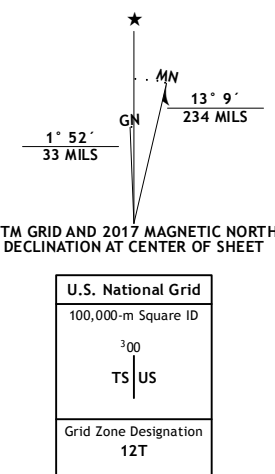 ★
MN
GN
13° 9´
234 MILS
1° 52´
33 MILS
TM GRID AND 2017 MAGNETIC NORTH
DECLINATION AT CENTER OF SHEET
U.S. National Grid
100,000-m Square ID
³00
TS US
Grid Zone Designation
12T